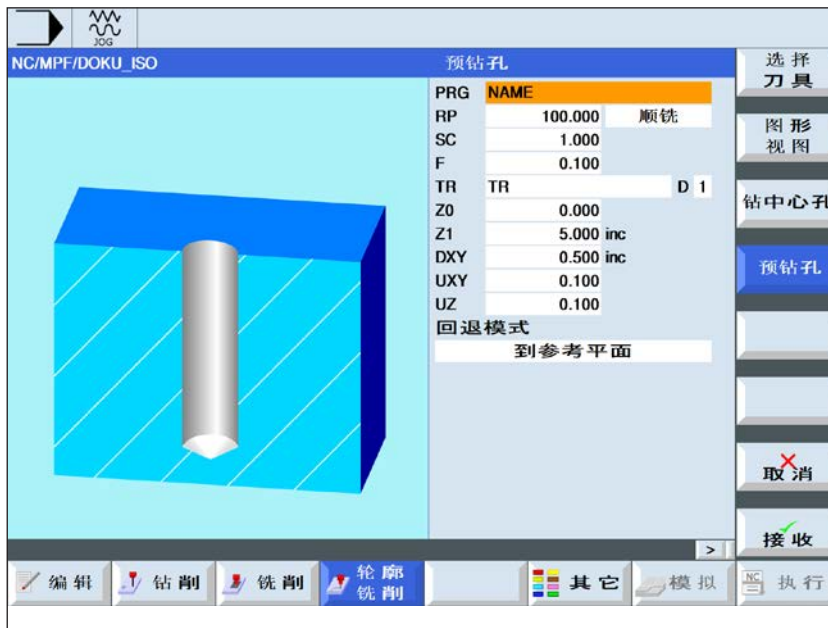 JOG
NC/MPF/DOKU_ISO
预钻孔
PRG NAME
RP 100.000 顺铣
SC 1.000
F 0.100
TR TR D 1
Z0 0.000
Z1 5.000 inc
DXY 0.500 inc
UXY 0.100
UZ 0.100
回退模式
到参考平面
选择
刀具
图形
视图
钻中心孔
预钻孔
取消
接收
>
编辑
钻削
铣削
轮廓
铣削
其它
模拟
NC
执行